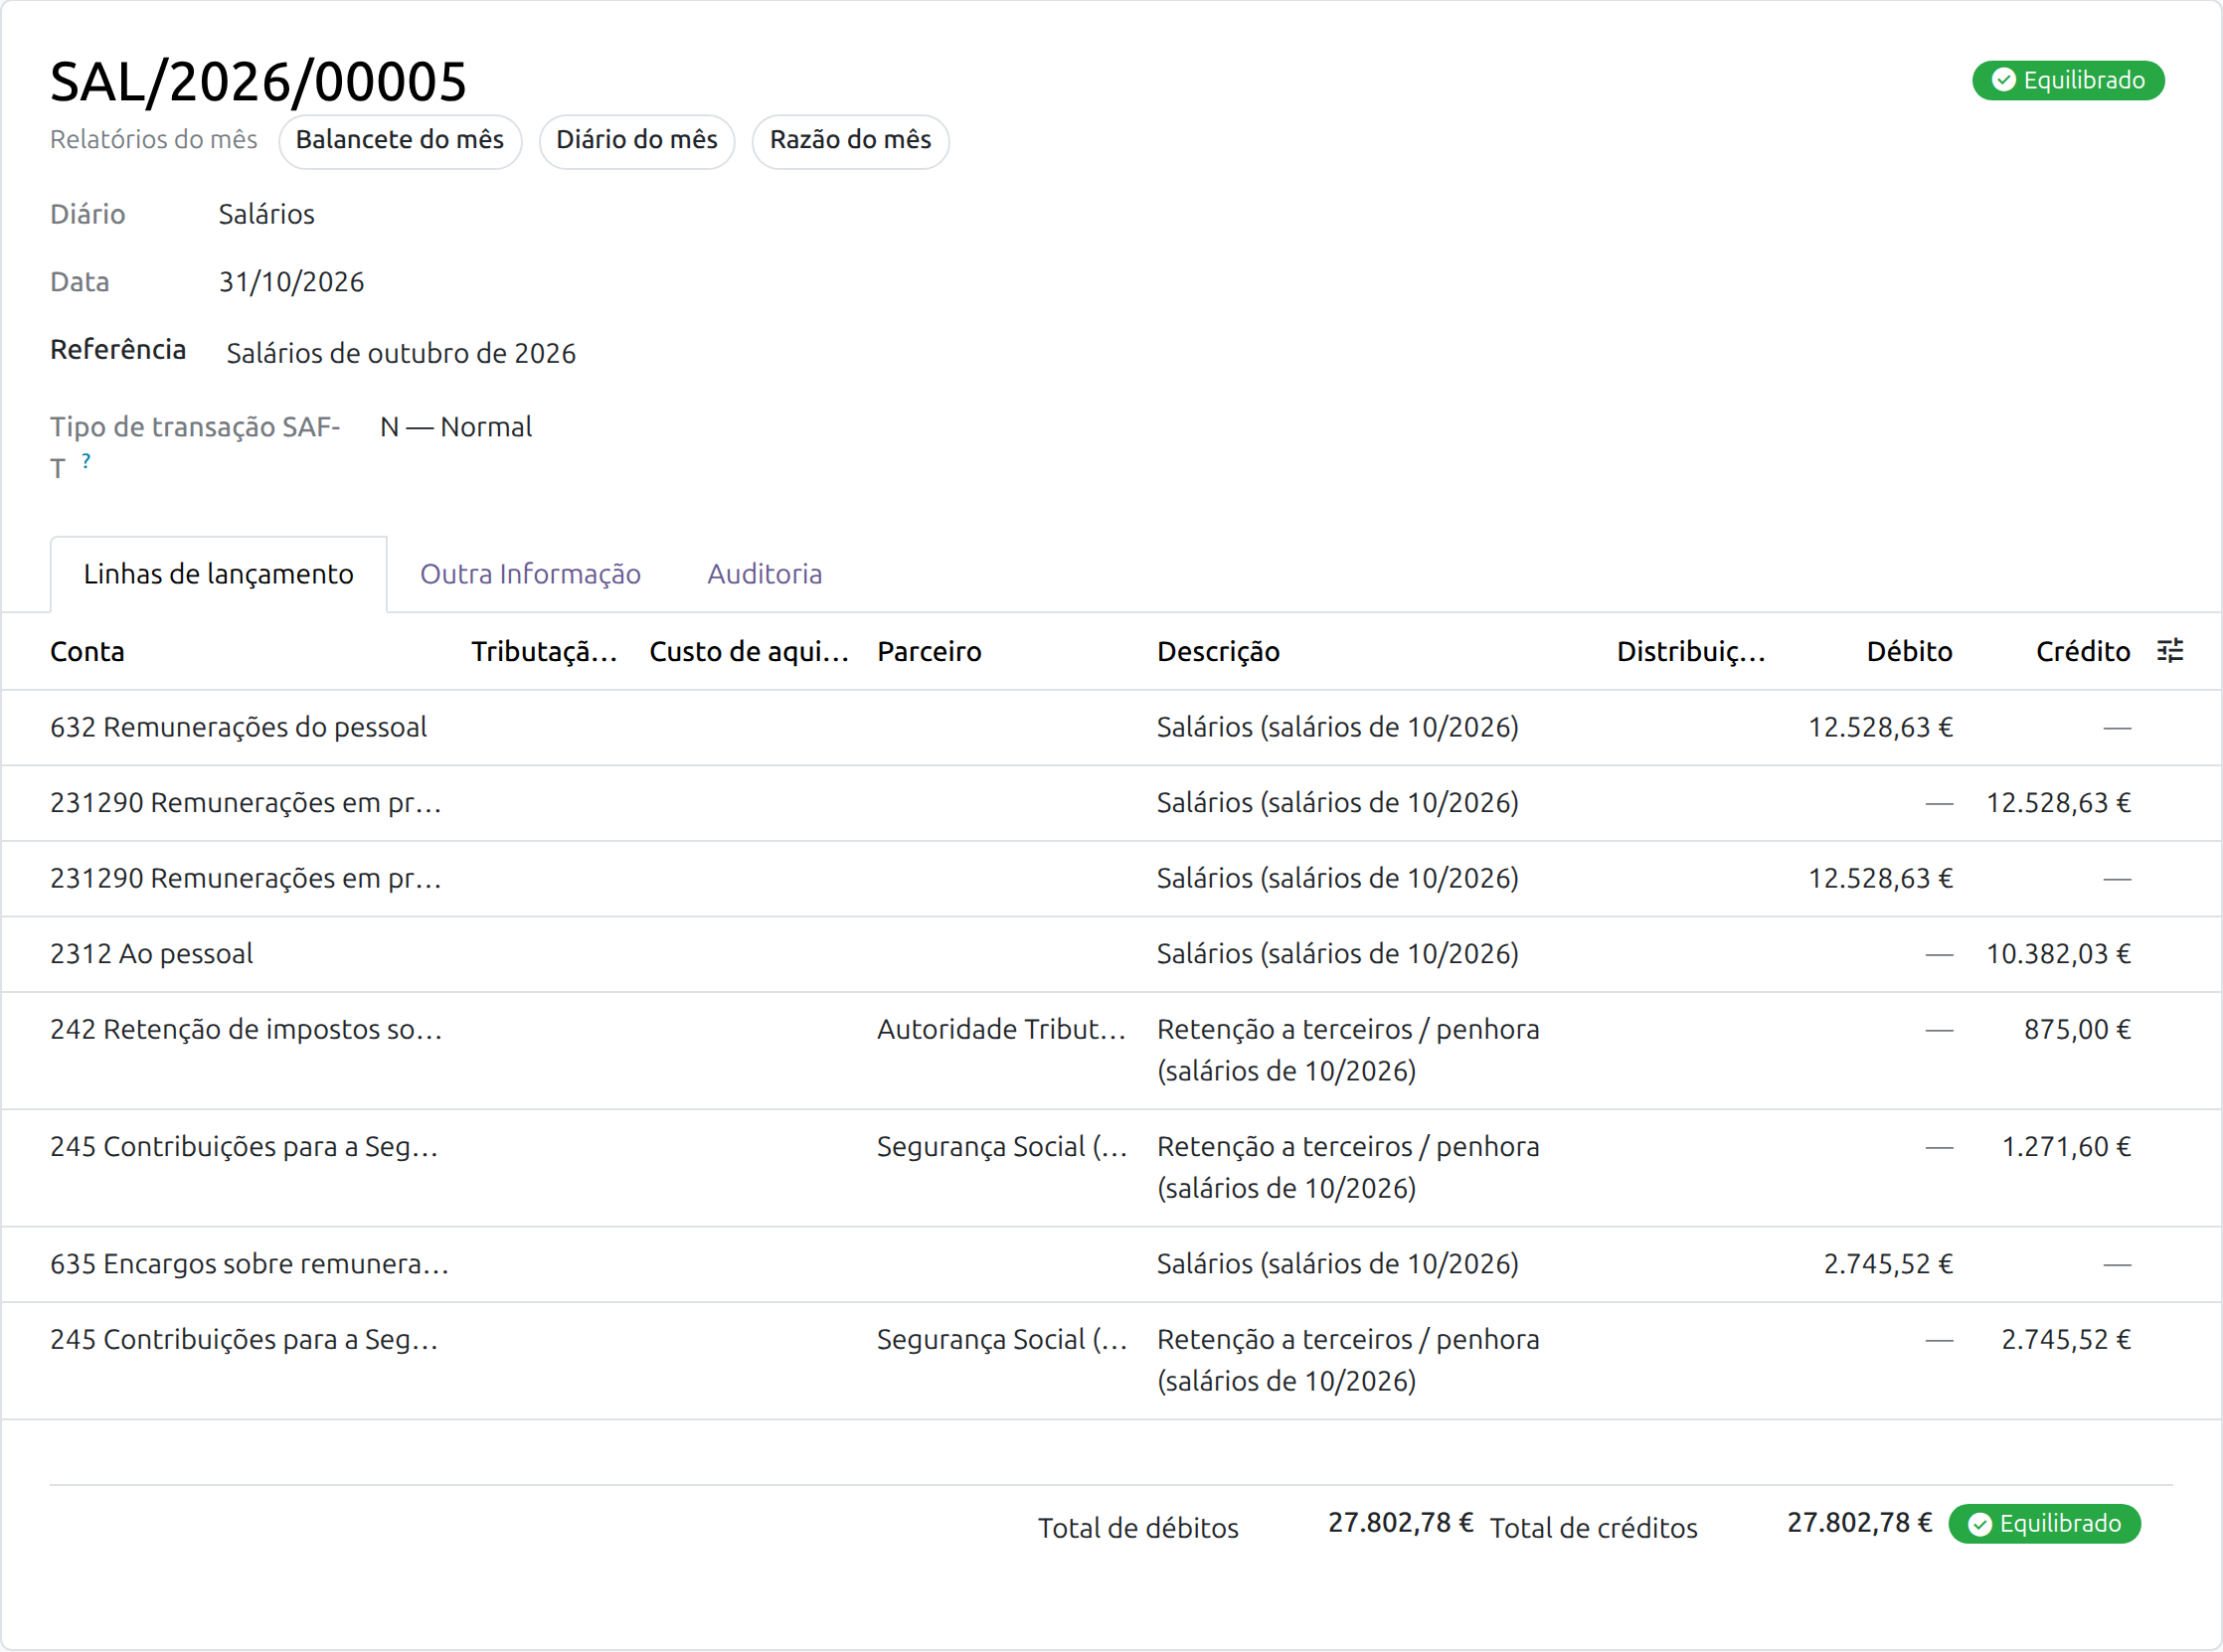 SAL/2026/00005
Equilibrado
Relatórios do mês Balancete do mês Diário do mês Razão do mês
Diário Salários
Data 31/10/2026
Referência Salários de outubro de 2026
Tipo de transação SAF-T ? N — Normal
Linhas de lançamento Outra Informação Auditoria
Conta Tributaçã... Custo de aqui... Parceiro Descrição Distribuiç... Débito Crédito
632 Remunerações do pessoal Salários (salários de 10/2026) 12.528,63 € —
231290 Remunerações em pr... Salários (salários de 10/2026) — 12.528,63 €
231290 Remunerações em pr... Salários (salários de 10/2026) 12.528,63 € —
2312 Ao pessoal Salários (salários de 10/2026) — 10.382,03 €
242 Retenção de impostos so... Autoridade Tribut... Retenção a terceiros / penhora — 875,00 €
(salários de 10/2026)
245 Contribuições para a Seg... Segurança Social (... Retenção a terceiros / penhora — 1.271,60 €
(salários de 10/2026)
635 Encargos sobre remunera... Salários (salários de 10/2026) 2.745,52 € —
245 Contribuições para a Seg... Segurança Social (... Retenção a terceiros / penhora — 2.745,52 €
(salários de 10/2026)
Total de débitos 27.802,78 € Total de créditos 27.802,78 € Equilibrado